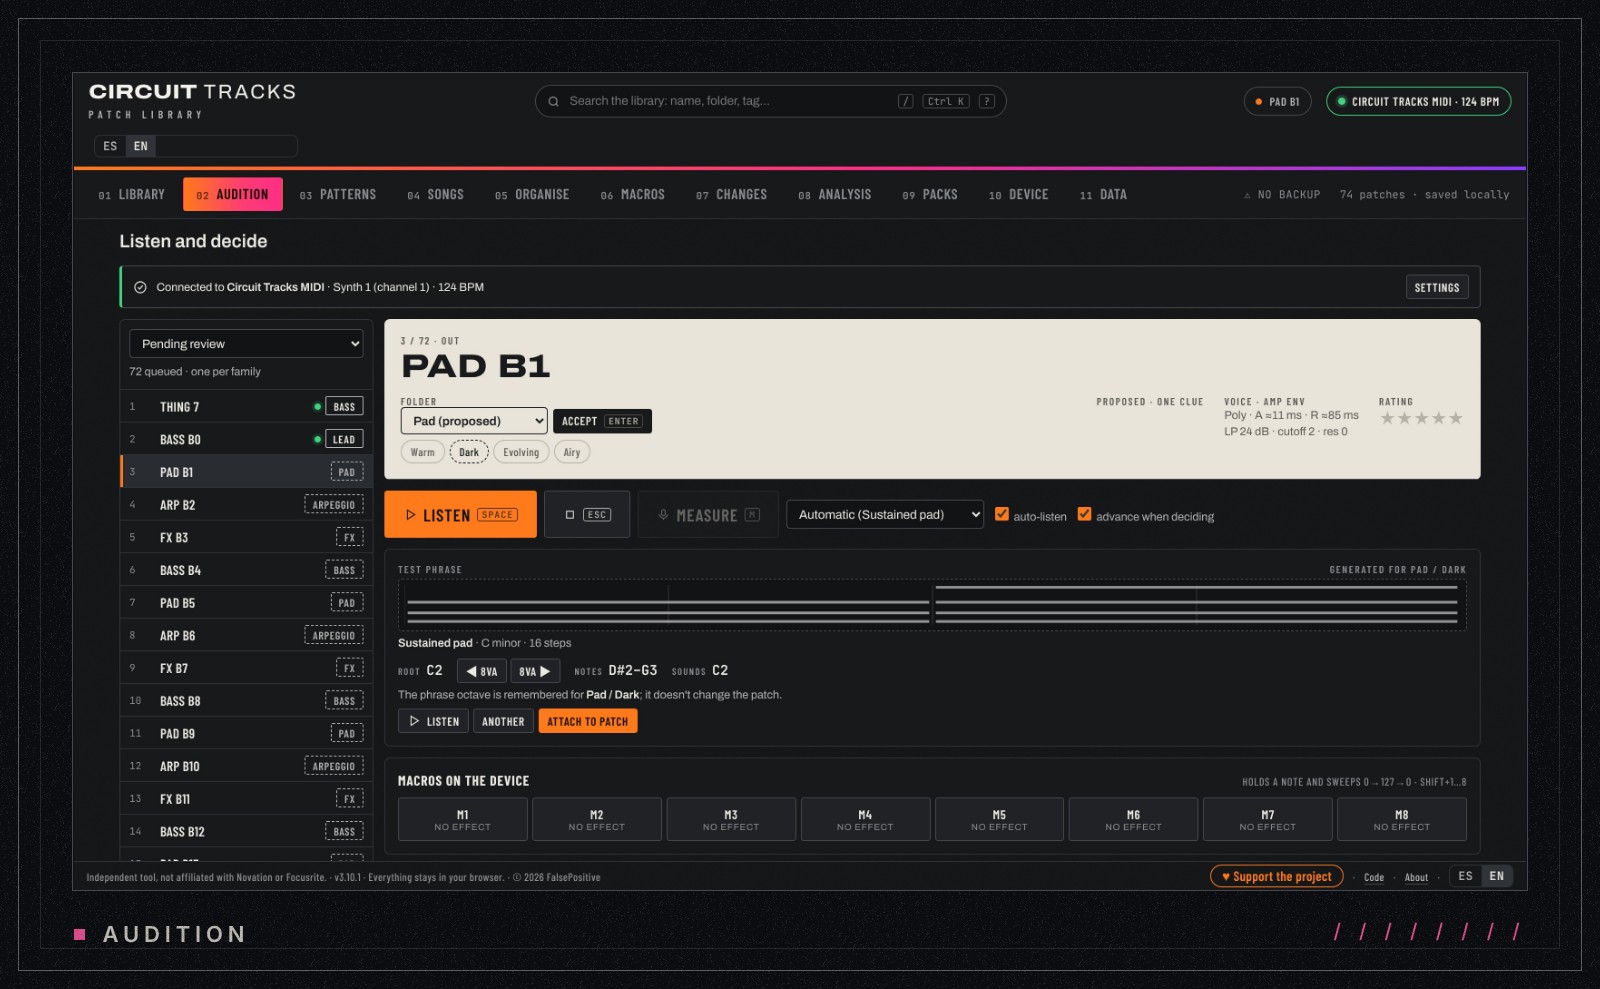 CIRCUIT TRACKS
PATCH LIBRARY
Search the library: name, folder, tag... / Ctrl K ?
PAD B1
CIRCUIT TRACKS MIDI · 124 BPM
ES EN
01 LIBRARY 02 AUDITION 03 PATTERNS 04 SONGS 05 ORGANISE 06 MACROS 07 CHANGES 08 ANALYSIS 09 PACKS 10 DEVICE 11 DATA
⚠ NO BACKUP 74 patches · saved locally
Listen and decide
Connected to Circuit Tracks MIDI · Synth 1 (channel 1) · 124 BPM
SETTINGS
Pending review
72 queued · one per family
1 THING 7 BASS
2 BASS B0 LEAD
3 PAD B1 PAD
4 ARP B2 ARPEGGIO
5 FX B3 FX
6 BASS B4 BASS
7 PAD B5 PAD
8 ARP B6 ARPEGGIO
9 FX B7 FX
10 BASS B8 BASS
11 PAD B9 PAD
12 ARP B10 ARPEGGIO
13 FX B11 FX
14 BASS B12 BASS
3 / 72 · OUT
PAD B1
FOLDER
Pad (proposed) ACCEPT ENTER
Warm Dark Evolving Airy
PROPOSED · ONE CLUE
VOICE · AMP ENV
Poly · A ≈11 ms · R ≈85 ms
LP 24 dB · cutoff 2 · res 0
RATING
★★★★★
LISTEN SPACE ESC MEASURE M Automatic (Sustained pad) auto-listen advance when deciding
TEST PHRASE GENERATED FOR PAD / DARK
Sustained pad · C minor · 16 steps
ROOT C2 ◀ 8VA 8VA ▶ NOTES D#2–G3 SOUNDS C2
The phrase octave is remembered for Pad / Dark; it doesn't change the patch.
LISTEN ANOTHER ATTACH TO PATCH
MACROS ON THE DEVICE HOLDS A NOTE AND SWEEPS 0→127→0 · SHIFT+1…8
M1 M2 M3 M4 M5 M6 M7 M8
NO EFFECT NO EFFECT NO EFFECT NO EFFECT NO EFFECT NO EFFECT NO EFFECT NO EFFECT
Independent tool, not affiliated with Novation or Focusrite. · v3.10.1 · Everything stays in your browser. · © 2026 FalsePositive
♥ Support the project · Code · About · ES EN
AUDITION
/ / / / / / / /